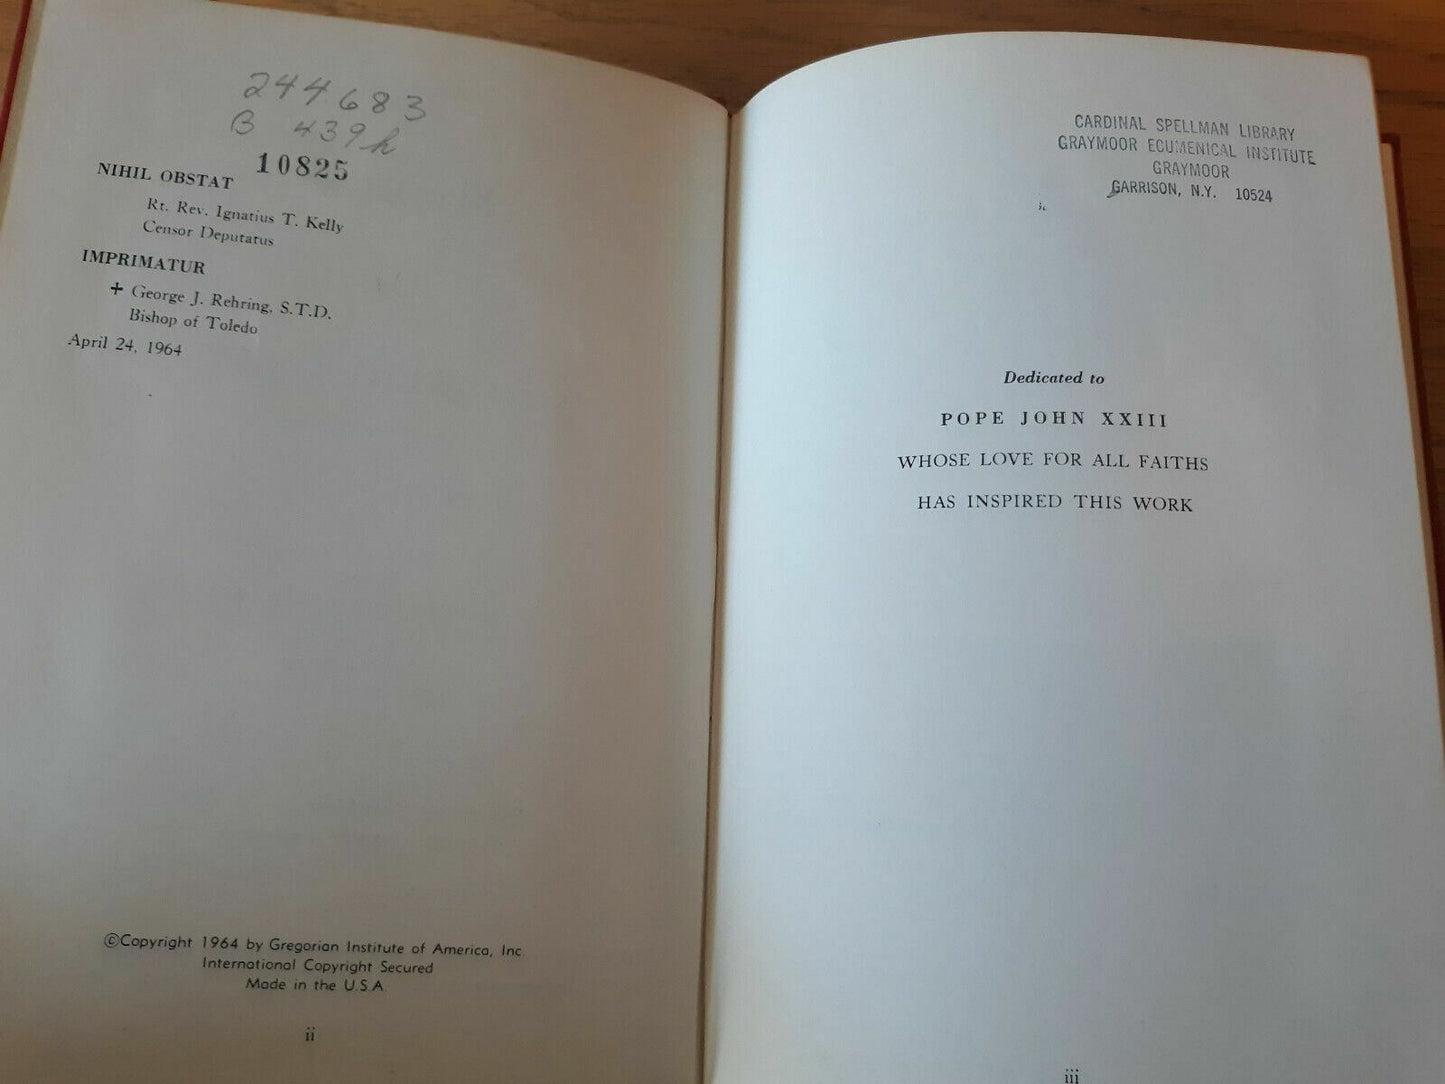 244683
B 439h
10825
NIHIL OBSTAT
Rt. Rev. Ignatius T. Kelly
Censor Deputatus
IMPRIMATUR
+ George J. Rehring, S.T.D.
Bishop of Toledo
April 24, 1964
©Copyright 1964 by Gregorian Institute of America, Inc.
International Copyright Secured
Made in the U.S.A.
ii
CARDINAL SPELLMAN LIBRARY
GRAYMOOR ECUMENICAL INSTITUTE
GRAYMOOR
GARRISON, N.Y. 10524
Dedicated to
POPE JOHN XXIII
WHOSE LOVE FOR ALL FAITHS
HAS INSPIRED THIS WORK
iii